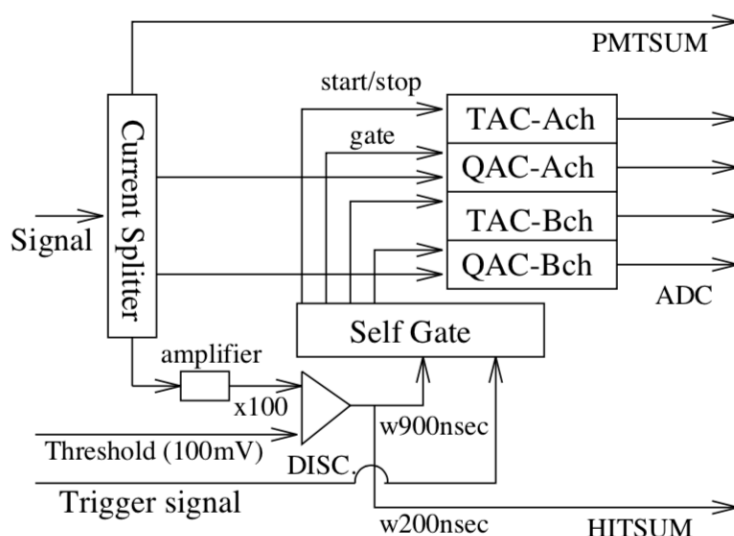 PMTSUM
start/stop
TAC-Ach
gate
QAC-Ach
Current Splitter
Signal
TAC-Bch
QAC-Bch
ADC
Self Gate
amplifier
x100
w900nsec
Threshold (100mV)
DISC.
Trigger signal
w200nsec
HITSUM